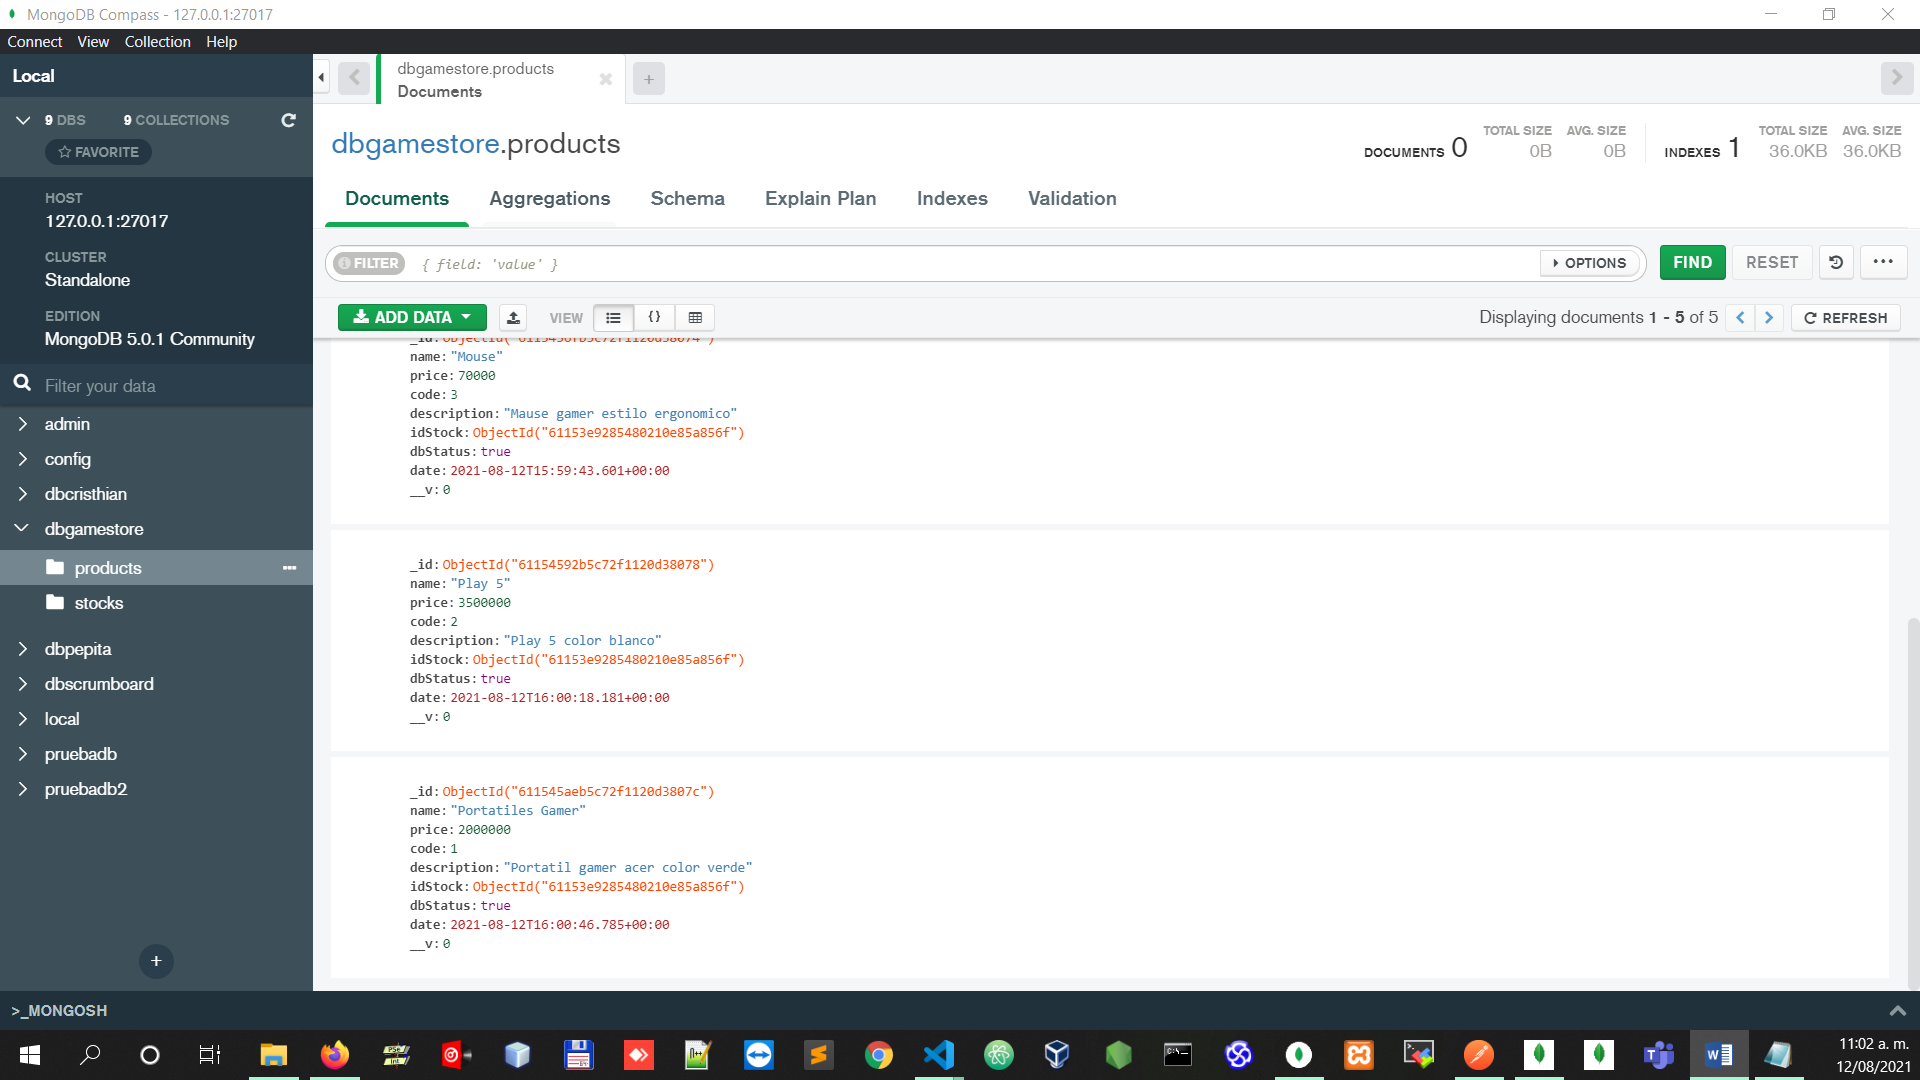 MongoDB Compass - 127.0.0.1:27017
Connect View Collection Help
Local
9 DBS 9 COLLECTIONS
FAVORITE
HOST
127.0.0.1:27017
CLUSTER
Standalone
EDITION
MongoDB 5.0.1 Community
Filter your data
admin
config
dbcristhian
dbgamestore
products
stocks
dbpepita
dbscrumboard
local
pruebadb
pruebadb2
dbgamestore.products
Documents
dbgamestore.products
DOCUMENTS 0 TOTAL SIZE 0B AVG. SIZE 0B
INDEXES 1 TOTAL SIZE 36.0KB AVG. SIZE 36.0KB
Documents Aggregations Schema Explain Plan Indexes Validation
FILTER { field: 'value' } OPTIONS FIND RESET
ADD DATA VIEW {} Displaying documents 1 - 5 of 5 REFRESH
name: "Mouse"
price: 70000
code: 3
description: "Mause gamer estilo ergonomico"
idStock: ObjectId("61153e9285480210e85a856f")
dbStatus: true
date: 2021-08-12T15:59:43.601+00:00
__v: 0
_id: ObjectId("61154592b5c72f1120d38078")
name: "Play 5"
price: 3500000
code: 2
description: "Play 5 color blanco"
idStock: ObjectId("61153e9285480210e85a856f")
dbStatus: true
date: 2021-08-12T16:00:18.181+00:00
__v: 0
_id: ObjectId("611545aeb5c72f1120d3807c")
name: "Portatiles Gamer"
price: 2000000
code: 1
description: "Portatil gamer acer color verde"
idStock: ObjectId("61153e9285480210e85a856f")
dbStatus: true
date: 2021-08-12T16:00:46.785+00:00
__v: 0
>_MONGOSH
11:02 a. m.
12/08/2021